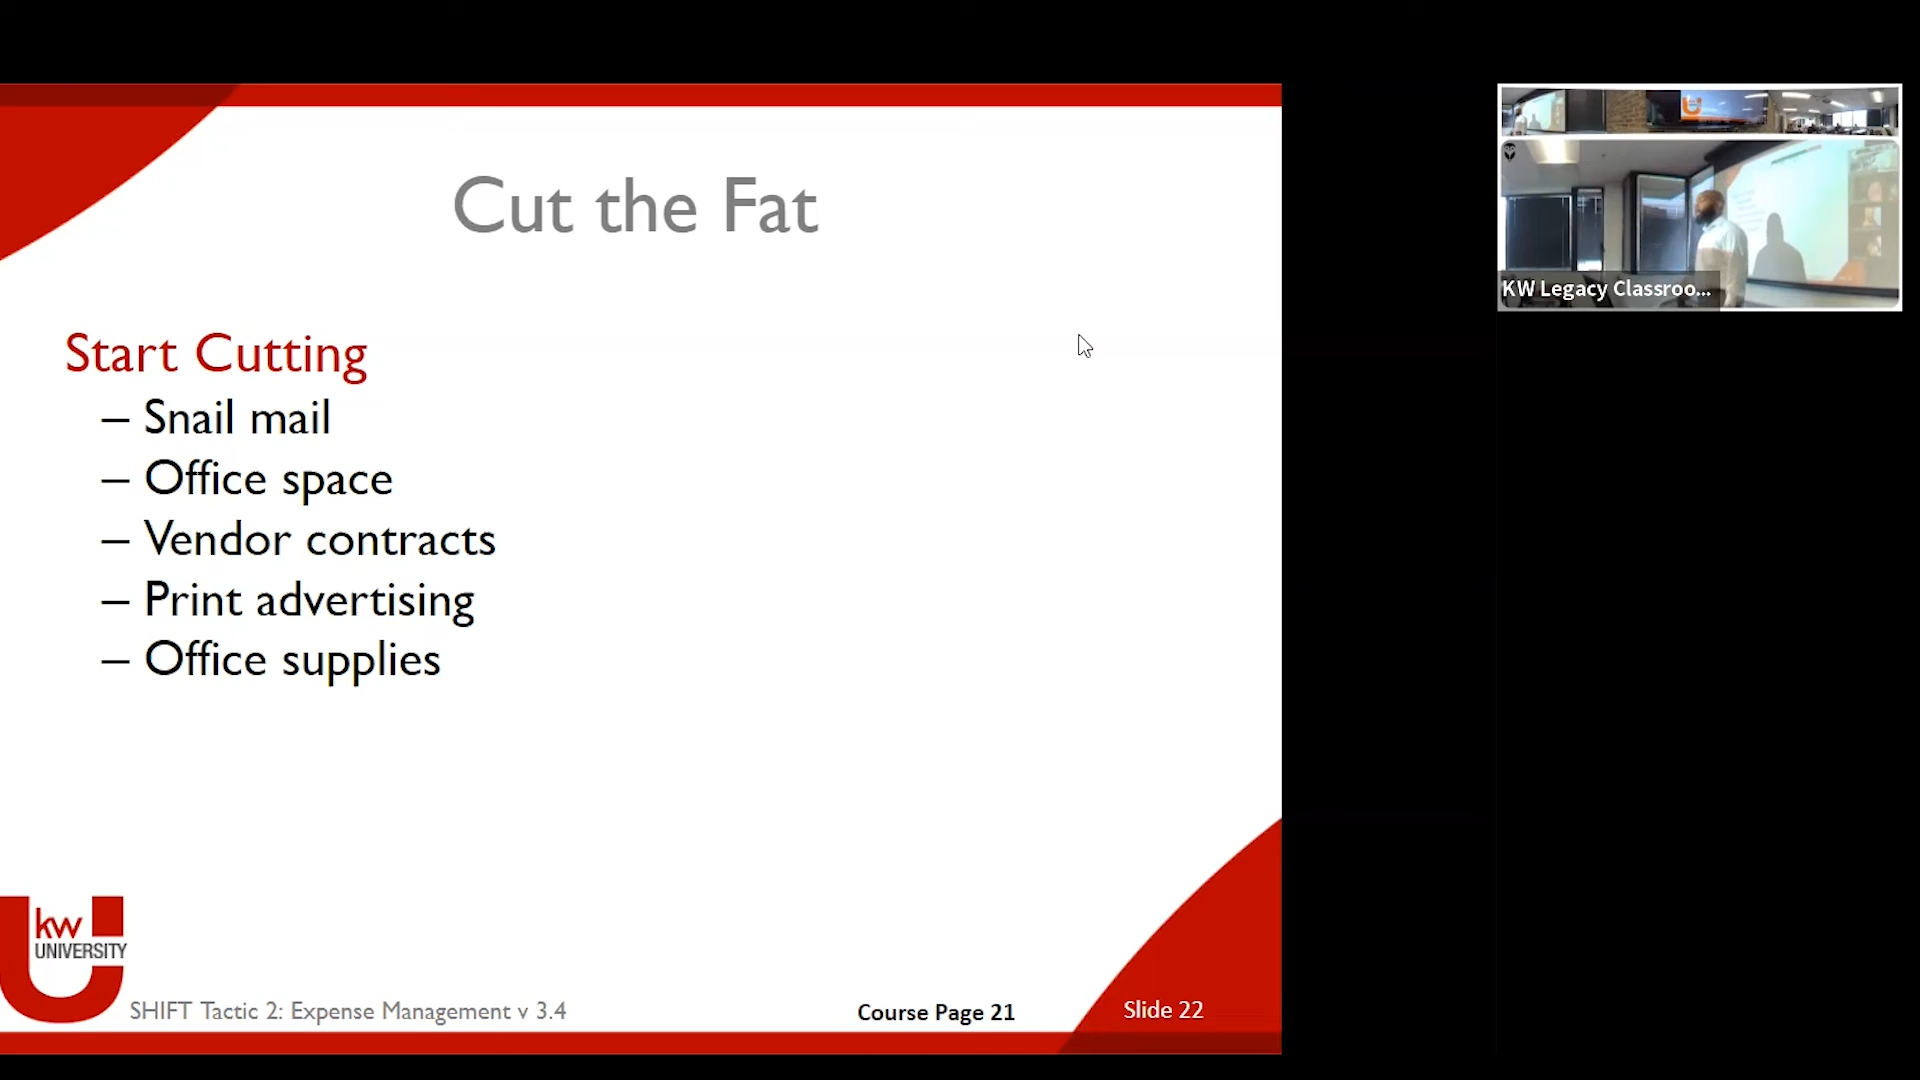 Cut the Fat
Start Cutting
– Snail mail
– Office space
– Vendor contracts
– Print advertising
– Office supplies
kw
UNIVERSITY
SHIFT Tactic 2: Expense Management v 3.4
Course Page 21
Slide 22
KW Legacy Classroo...